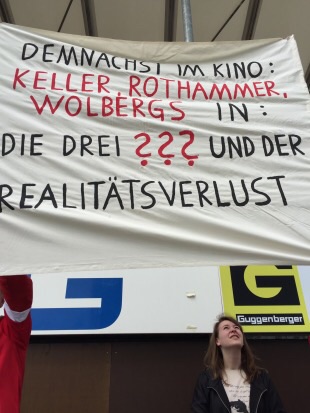 DEMNÄCHST IM KINO:
KELLER, ROTHAMMER,
WOLBERGS IN:
DIE DREI ??? UND DER
REALITÄTSVERLUST
G
G
Guggenberger